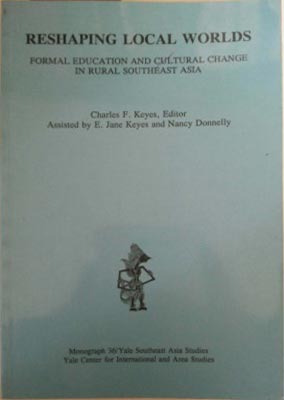 RESHAPING LOCAL WORLDS
FORMAL EDUCATION AND CULTURAL CHANGE
IN RURAL SOUTHEAST ASIA
Charles F. Keyes, Editor
Assisted by E. Jane Keyes and Nancy Donnelly
Monograph 36/Yale Southeast Asia Studies
Yale Center for International and Area Studies